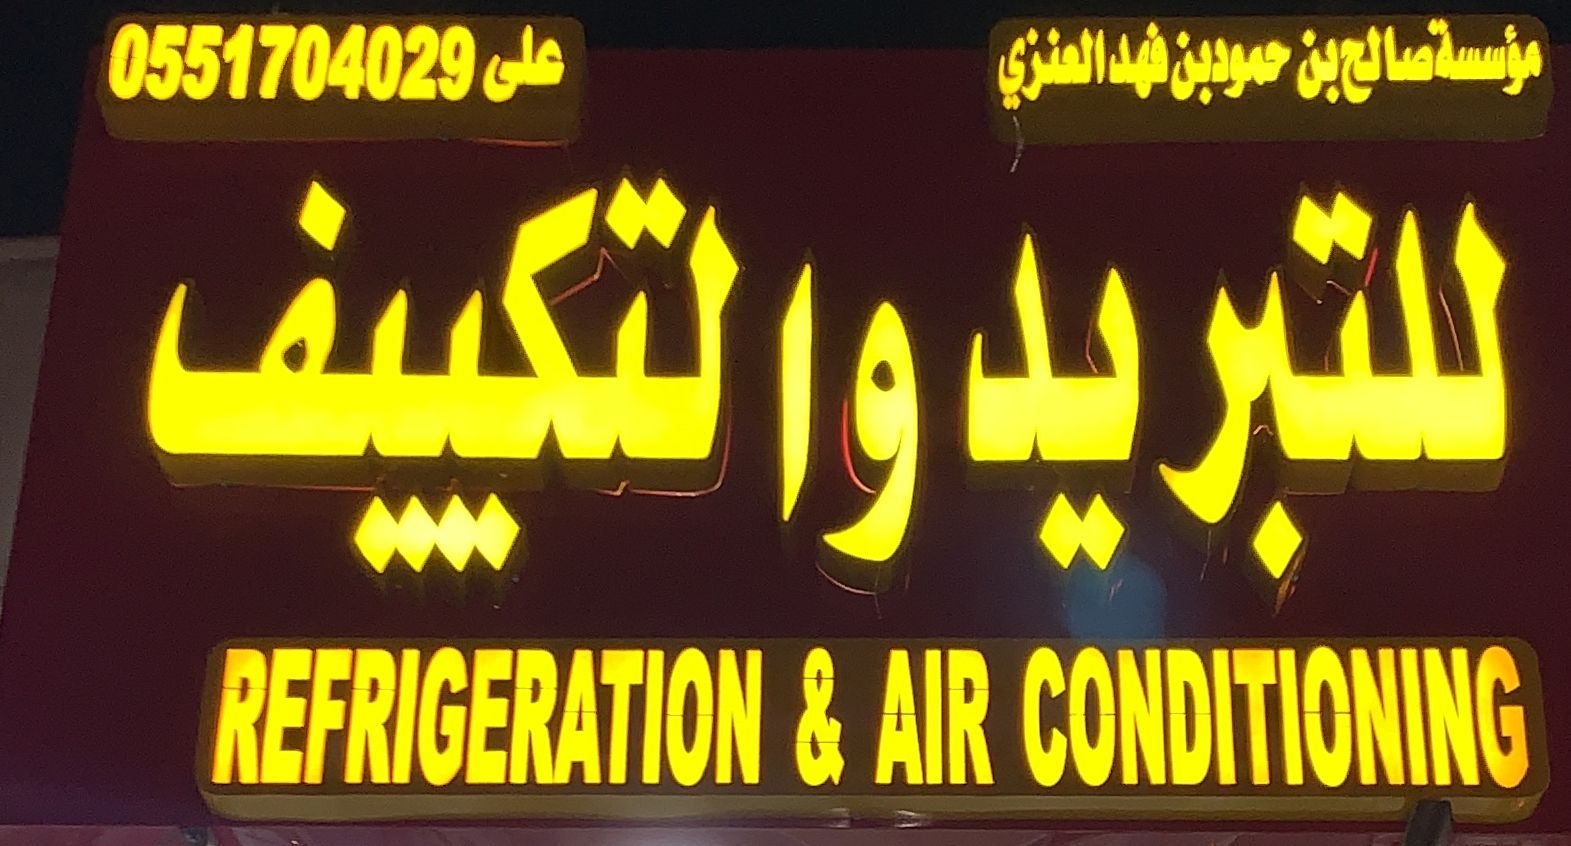 مؤسسة صالح بن حمود بن فهد العنزي
على 0551704029
للتبريد والتكييف
REFRIGERATION & AIR CONDITIONING